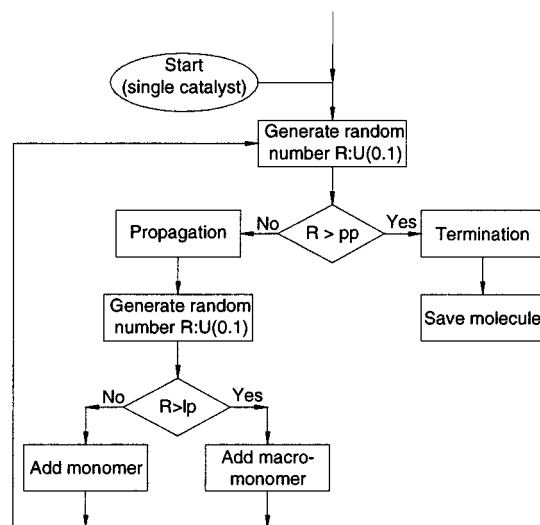 Start
(single catalyst)
Generate random
number R:U(0.1)
No
R > pp
Yes
Propagation
Termination
Generate random
number R:U(0.1)
Save molecule
No
R>lp
Yes
Add monomer
Add macro-
monomer